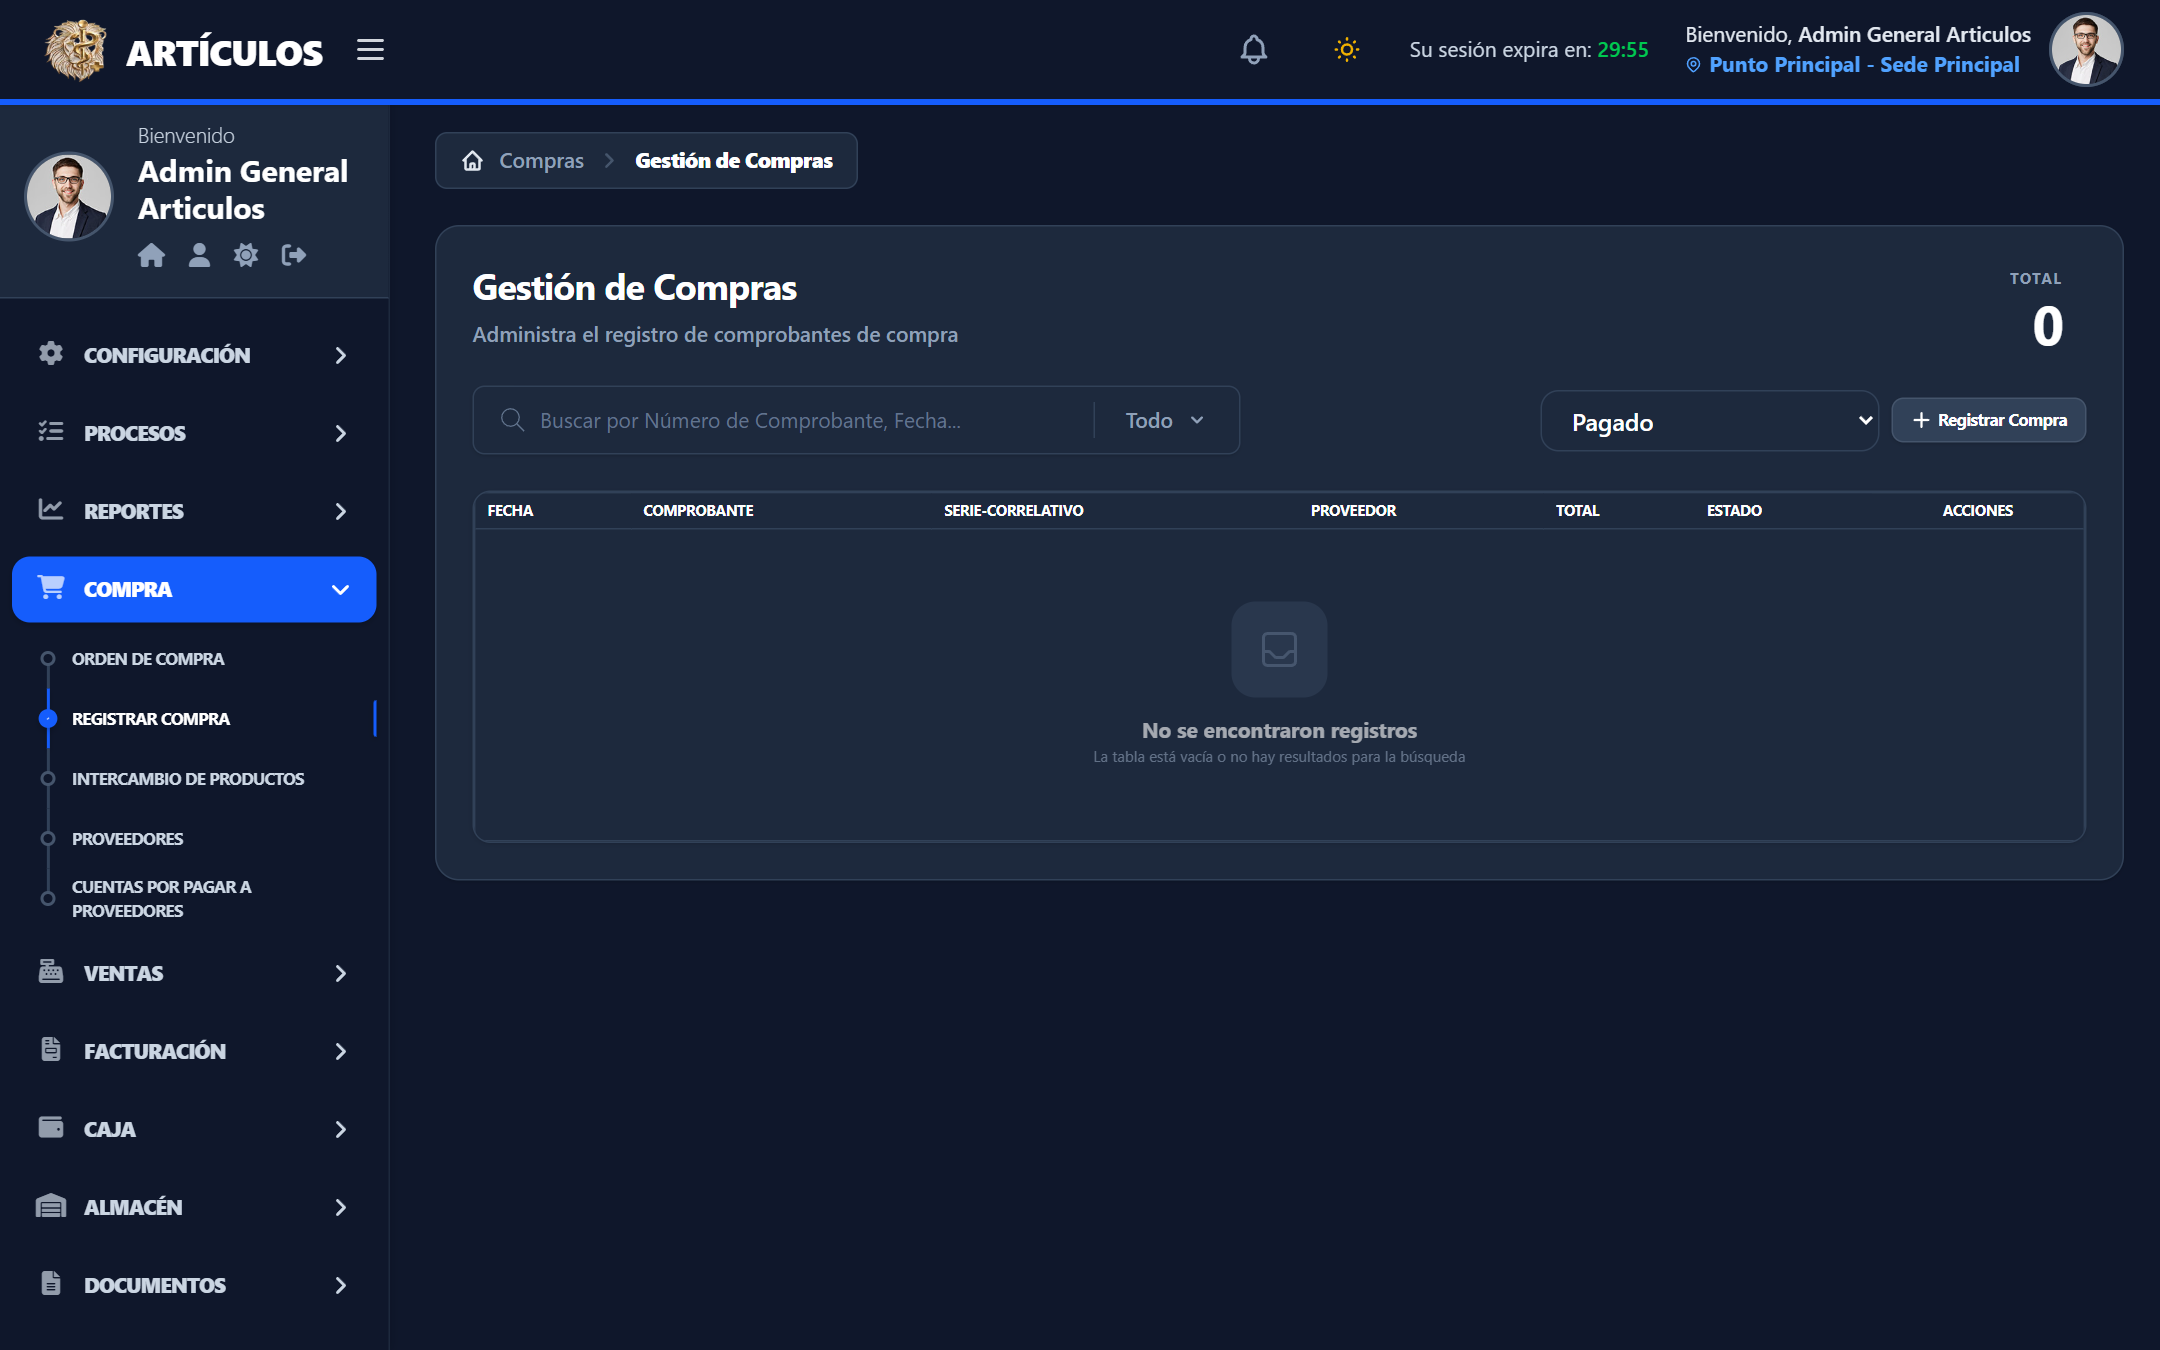 ARTÍCULOS
Su sesión expira en: 29:55
Bienvenido, Admin General Articulos
Punto Principal - Sede Principal
Bienvenido
Admin General
Articulos
CONFIGURACIÓN
PROCESOS
REPORTES
COMPRA
ORDEN DE COMPRA
REGISTRAR COMPRA
INTERCAMBIO DE PRODUCTOS
PROVEEDORES
CUENTAS POR PAGAR A
PROVEEDORES
VENTAS
FACTURACIÓN
CAJA
ALMACÉN
DOCUMENTOS
Compras
Gestión de Compras
Gestión de Compras
Administra el registro de comprobantes de compra
TOTAL
0
Buscar por Número de Comprobante, Fecha...
Todo
Pagado
Registrar Compra
FECHA COMPROBANTE SERIE-CORRELATIVO PROVEEDOR TOTAL ESTADO ACCIONES
No se encontraron registros
La tabla está vacía o no hay resultados para la búsqueda